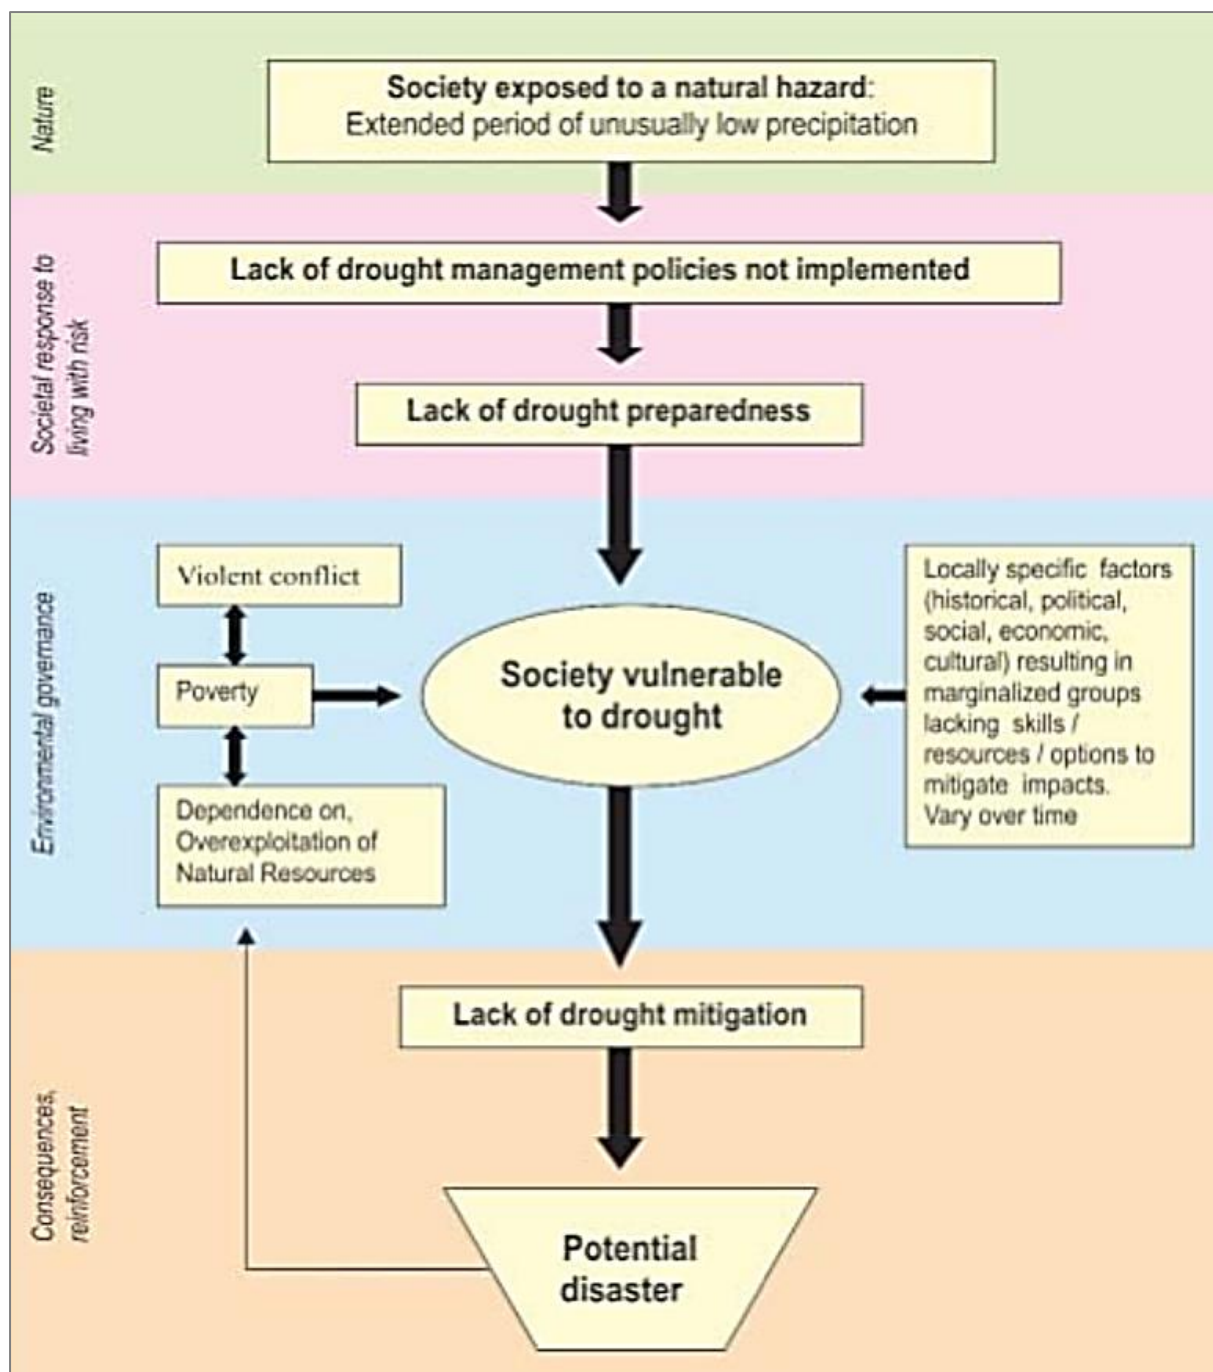 Nature
Society exposed to a natural hazard:
Extended period of unusually low precipitation
Societal response to
living with risk
Lack of drought management policies not implemented
Lack of drought preparedness
Environmental governance
Violent conflict
Poverty
Dependence on,
Overexploitation of
Natural Resources
Society vulnerable
to drought
Locally specific factors
(historical, political,
social, economic,
cultural) resulting in
marginalized groups
lacking skills /
resources / options to
mitigate impacts.
Vary over time
Consequences,
reinforcement
Lack of drought mitigation
Potential
disaster